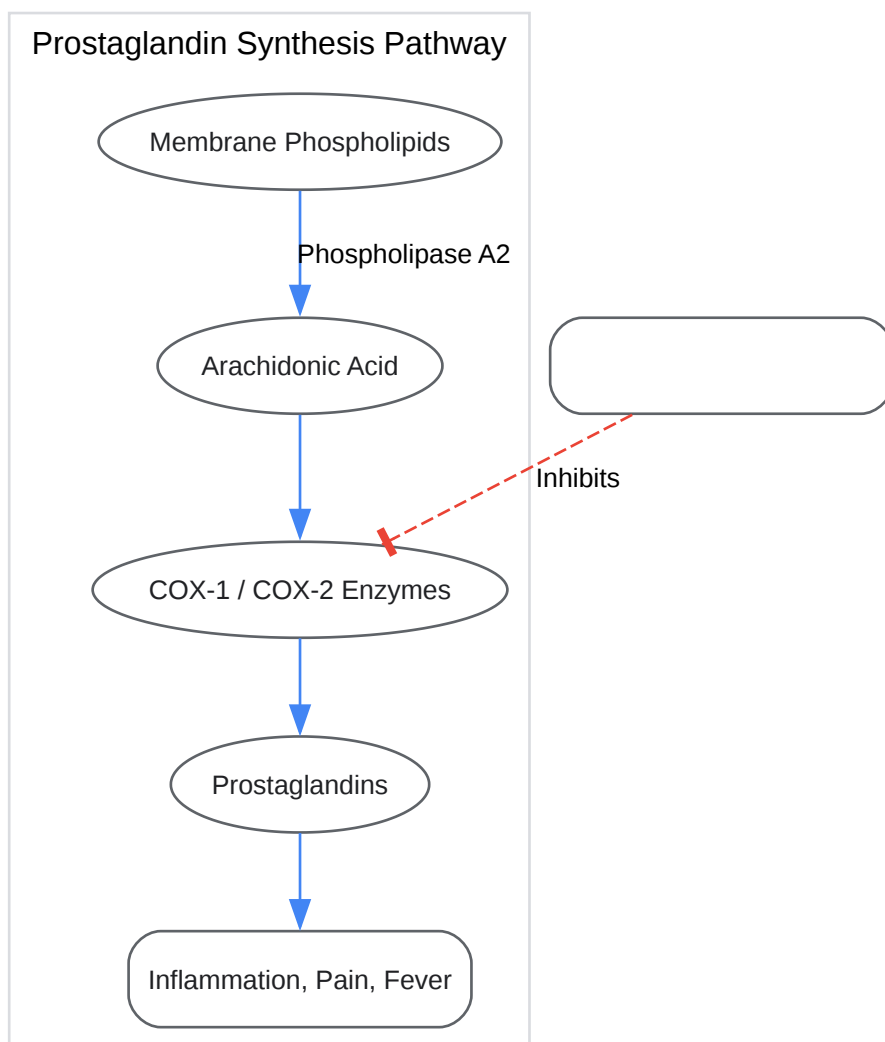 Prostaglandin Synthesis Pathway
Membrane Phospholipids
Phospholipase A2
Arachidonic Acid
Inhibits
COX-1 / COX-2 Enzymes
Prostaglandins
Inflammation, Pain, Fever